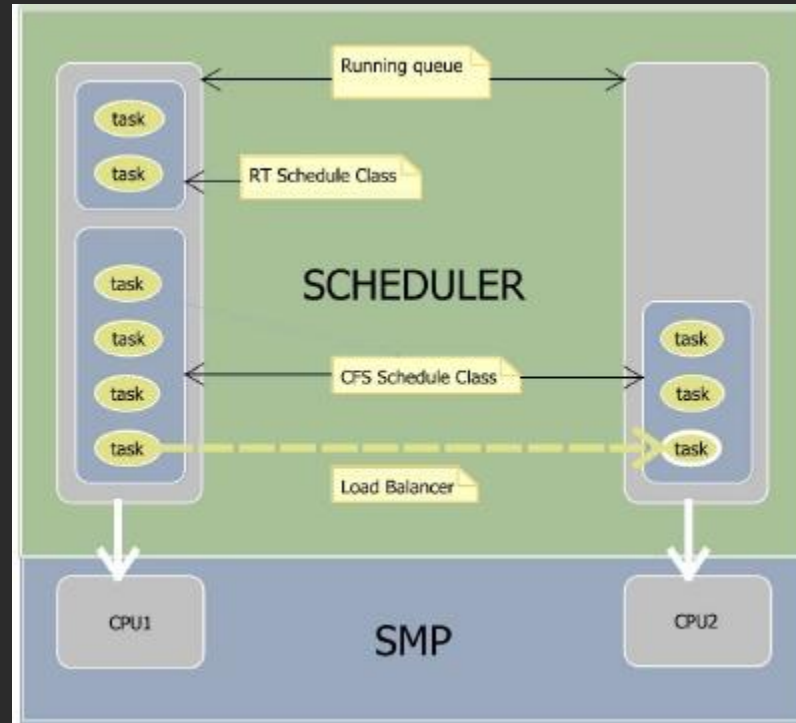 Running queue
task
task
RT Schedule Class
task
SCHEDULER
task
task
task
CFS Schedule Class
task
task
task
task
Load Balancer
CPU1
SMP
CPU2